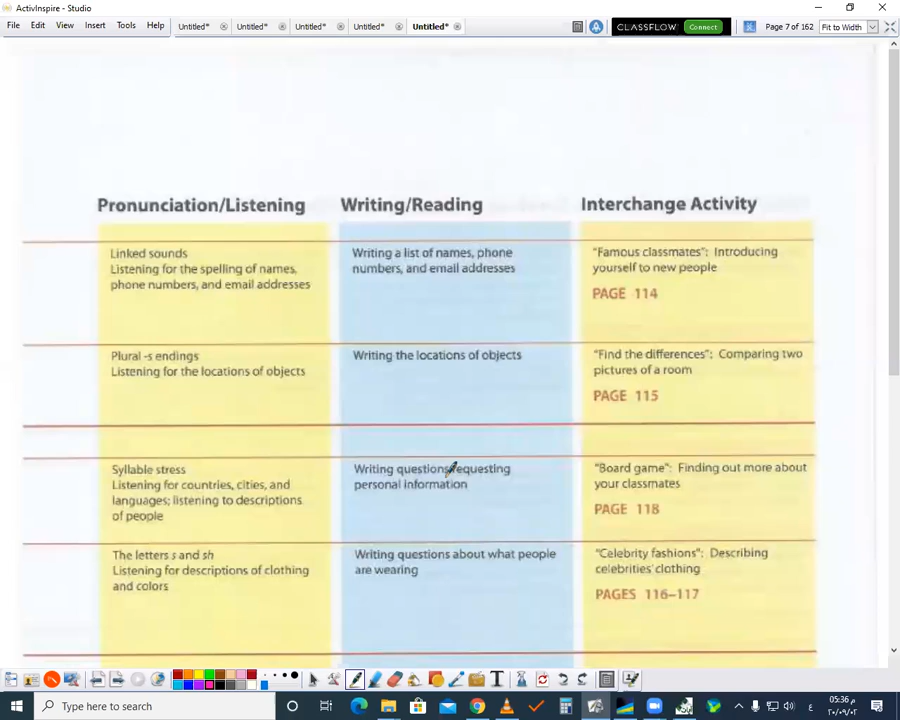 ActivInspire - Studio
File Edit View Insert Tools Help Untitled* Untitled* Untitled* Untitled* Untitled* CLASSFLOW Connect Page 7 of 162 Fit to Width
Pronunciation/Listening Writing/Reading Interchange Activity
Linked sounds
Listening for the spelling of names,
phone numbers, and email addresses
Writing a list of names, phone
numbers, and email addresses
"Famous classmates": Introducing
yourself to new people
PAGE 114
Plural -s endings
Listening for the locations of objects
Writing the locations of objects
"Find the differences": Comparing two
pictures of a room
PAGE 115
Syllable stress
Listening for countries, cities, and
languages; listening to descriptions
of people
Writing questions requesting
personal information
"Board game": Finding out more about
your classmates
PAGE 118
The letters s and sh
Listening for descriptions of clothing
and colors
Writing questions about what people
are wearing
"Celebrity fashions": Describing
celebrities' clothing
PAGES 116–117
Type here to search
ع
٠٥:٣٦ م
٢٠/٠٩/٠٢